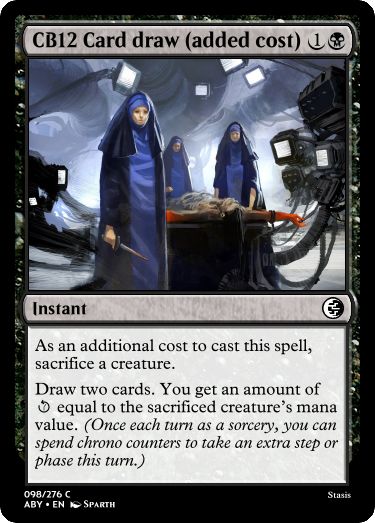 CB12 Card draw (added cost) 1
Instant
As an additional cost to cast this spell,
sacrifice a creature.
Draw two cards. You get an amount of
equal to the sacrificed creature's mana
value. (Once each turn as a sorcery, you can
spend chrono counters to take an extra step or
phase this turn.)
098/276 C
Stasis
ABY • EN SPARTH